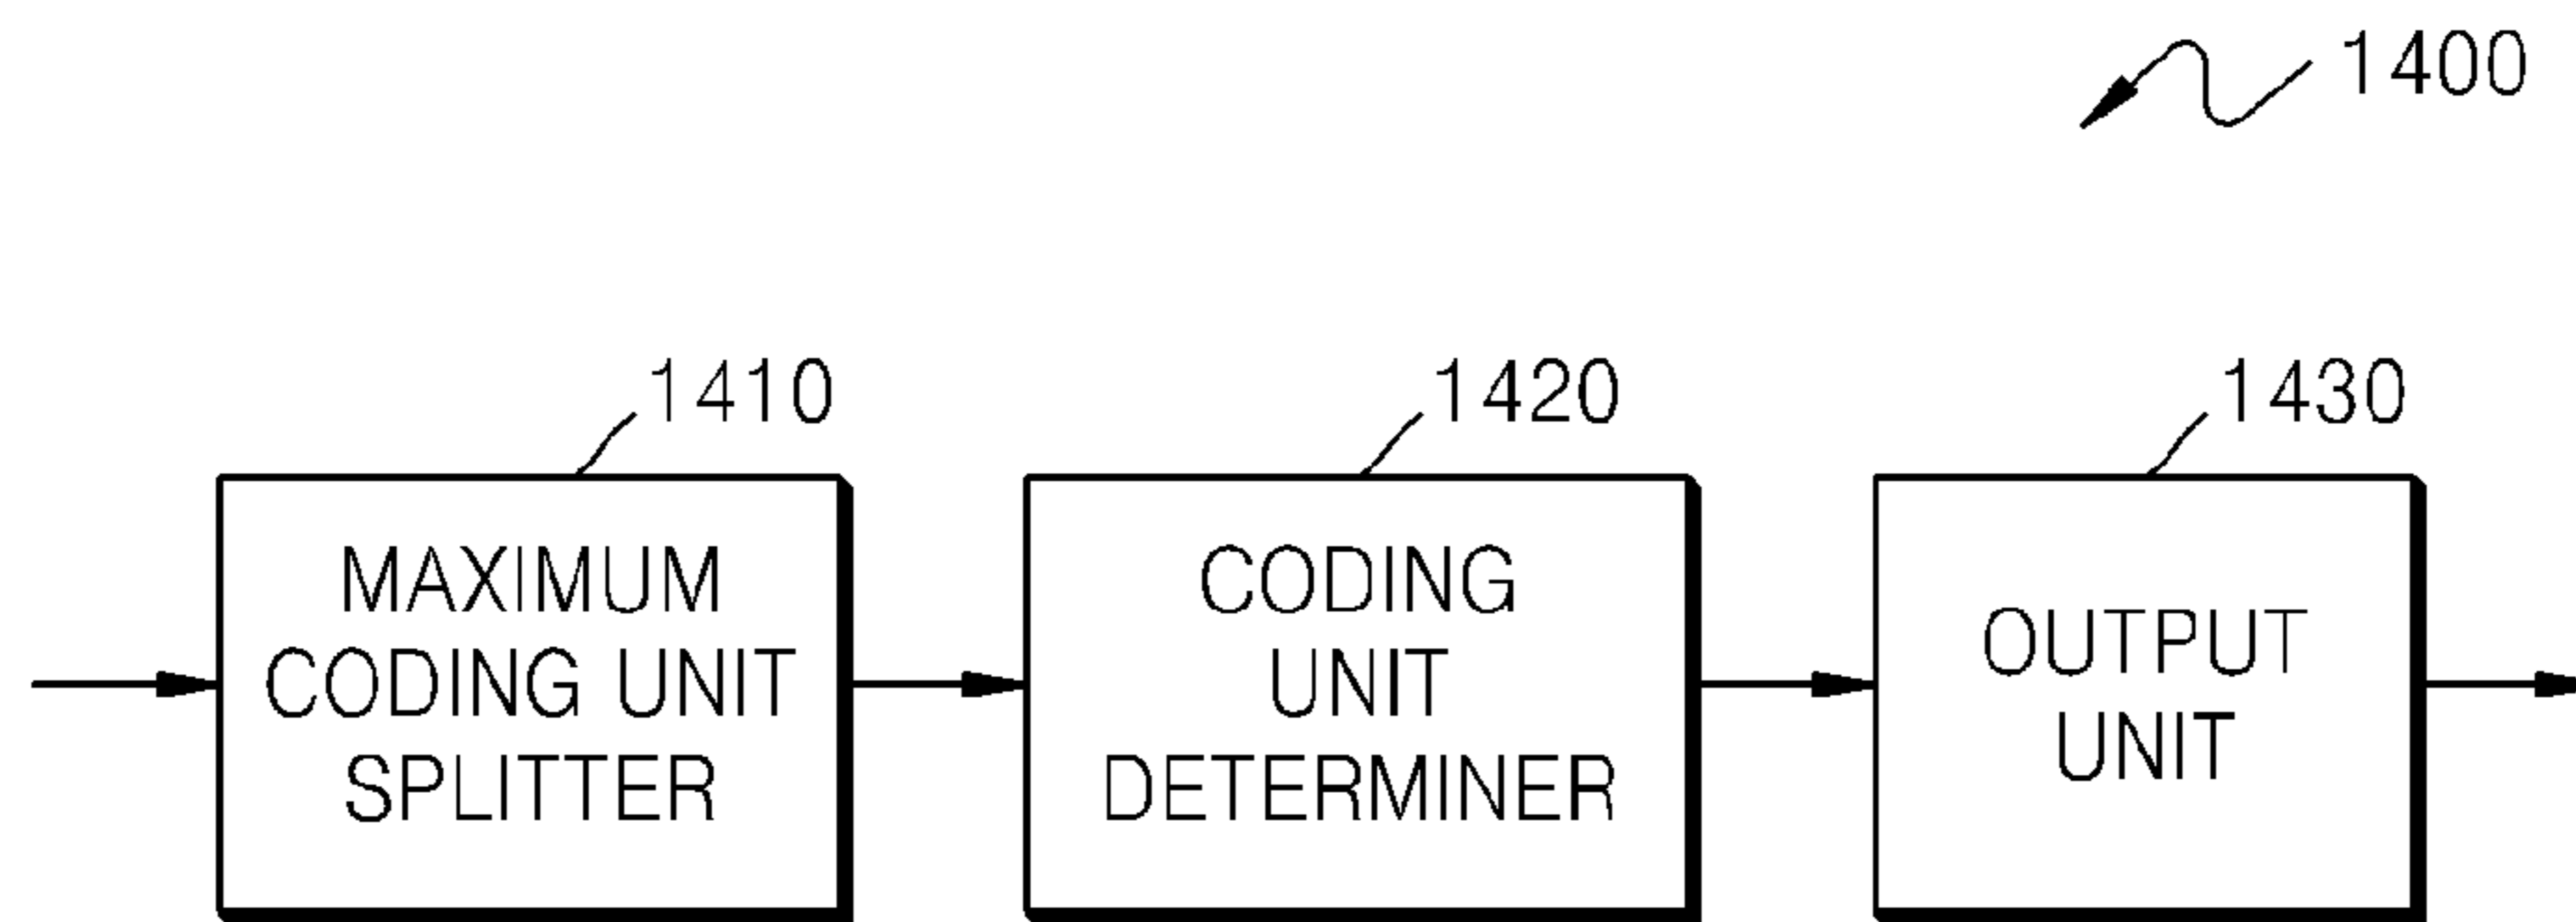 1400
1410
1420
1430
MAXIMUM
CODING UNIT
SPLITTER
CODING
UNIT
DETERMINER
OUTPUT
UNIT